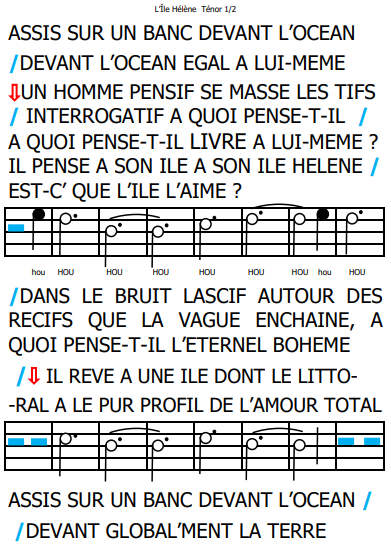 L'Île Hélène Ténor 1/2
ASSIS SUR UN BANC DEVANT L'OCEAN
/DEVANT L'OCEAN EGAL A LUI-MEME
⇩UN HOMME PENSIF SE MASSE LES TIFS
/ INTERROGATIF A QUOI PENSE-T-IL /
A QUOI PENSE-T-IL LIVRE A LUI-MEME ?
IL PENSE A SON ILE A SON ILE HELENE /
EST-C' QUE L'ILE L'AIME ?
hou HOU HOU HOU HOU HOU HOU hou HOU
/DANS LE BRUIT LASCIF AUTOUR DES
RECIFS QUE LA VAGUE ENCHAINE, A
QUOI PENSE-T-IL L'ETERNEL BOHEME
/⇩ IL REVE A UNE ILE DONT LE LITTO-
-RAL A LE PUR PROFIL DE L'AMOUR TOTAL
ASSIS SUR UN BANC DEVANT L'OCEAN /
/DEVANT GLOBAL'MENT LA TERRE